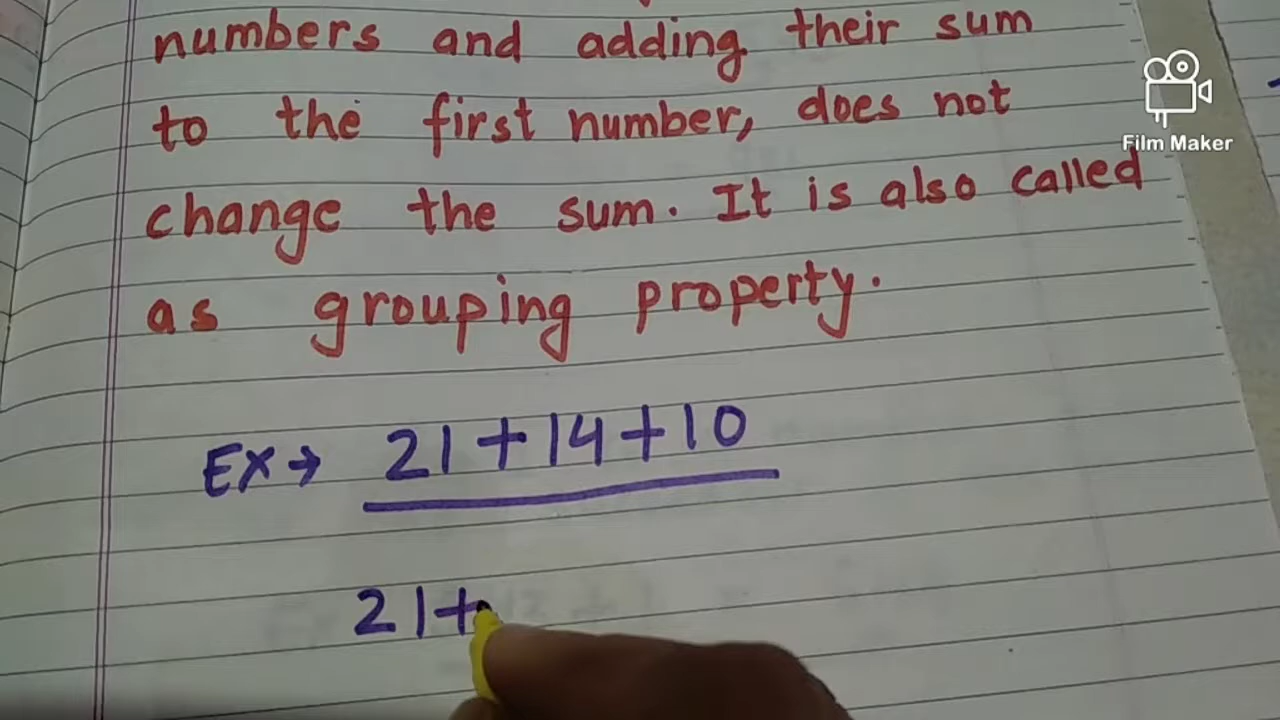 numbers and adding their sum
to the first number, does not
change the sum. It is also called
as grouping property.
Ex → 21+14+10
21+
Film Maker